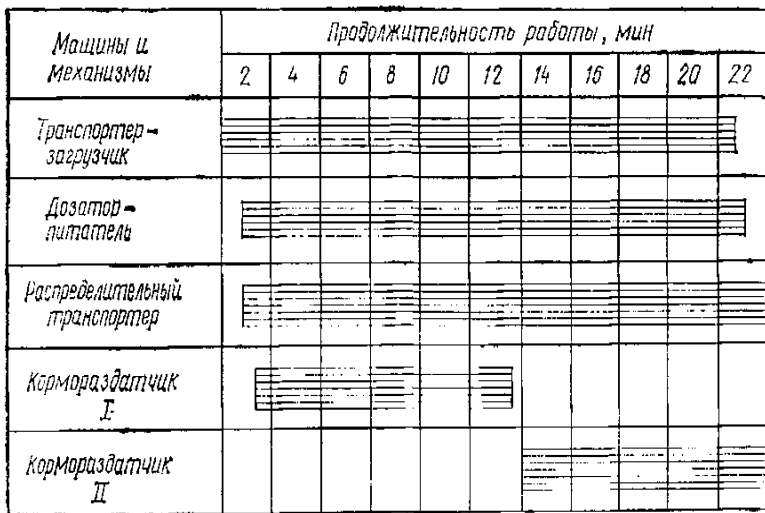 Машины и
механизмы
Продолжительность работы, мин
2 4 6 8 10 12 14 16 18 20 22
Транспортер-
загрузчик
Дозатор-
питатель
Распределительный
транспортер
Кормораздатчик
I
Кормораздатчик
II